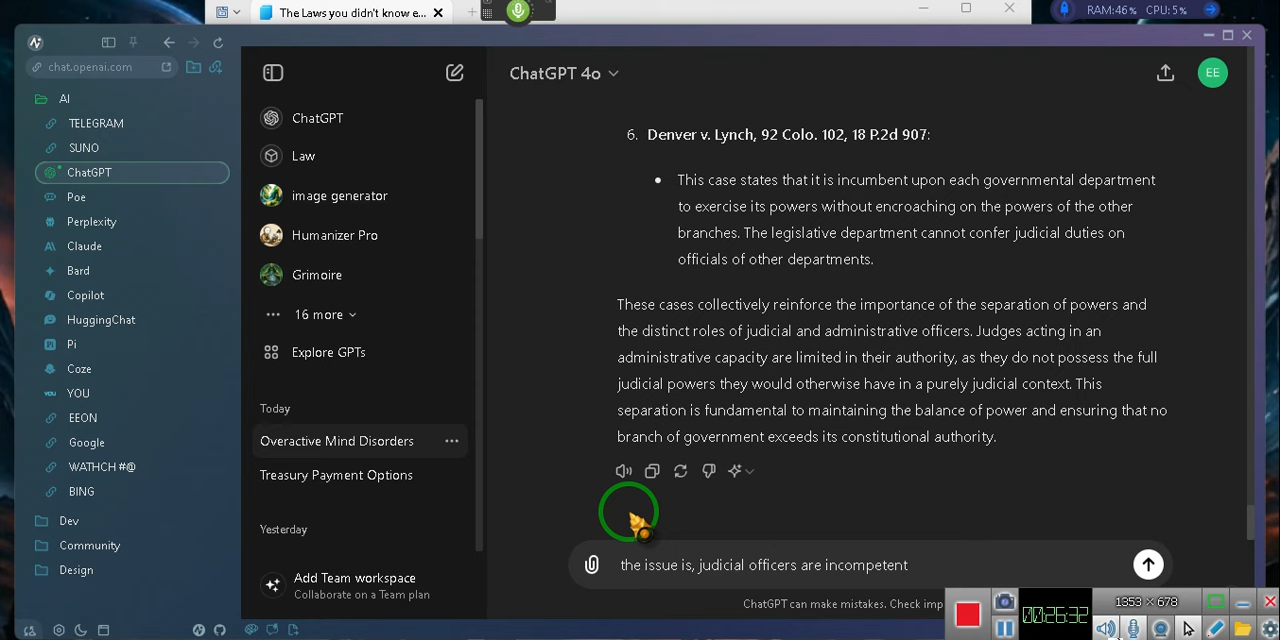 The Laws you didn't know e...
RAM:46% CPU:5%
chat.openai.com
AI
TELEGRAM
SUNO
ChatGPT
Poe
Perplexity
Claude
Bard
Copilot
HuggingChat
Pi
Coze
YOU
YOU
EEON
Google
WATHCH #@
BING
Dev
Community
Design
ChatGPT
Law
image generator
Humanizer Pro
Grimoire
16 more
Explore GPTs
Today
Overactive Mind Disorders
Treasury Payment Options
Yesterday
Add Team workspace
Collaborate on a Team plan
ChatGPT 4o
EE
6. Denver v. Lynch, 92 Colo. 102, 18 P.2d 907:
• This case states that it is incumbent upon each governmental department
to exercise its powers without encroaching on the powers of the other
branches. The legislative department cannot confer judicial duties on
officials of other departments.
These cases collectively reinforce the importance of the separation of powers and
the distinct roles of judicial and administrative officers. Judges acting in an
administrative capacity are limited in their authority, as they do not possess the full
judicial powers they would otherwise have in a purely judicial context. This
separation is fundamental to maintaining the balance of power and ensuring that no
branch of government exceeds its constitutional authority.
the issue is, judicial officers are incompetent
ChatGPT can make mistakes. Check imp
00:26:32
1353 × 678